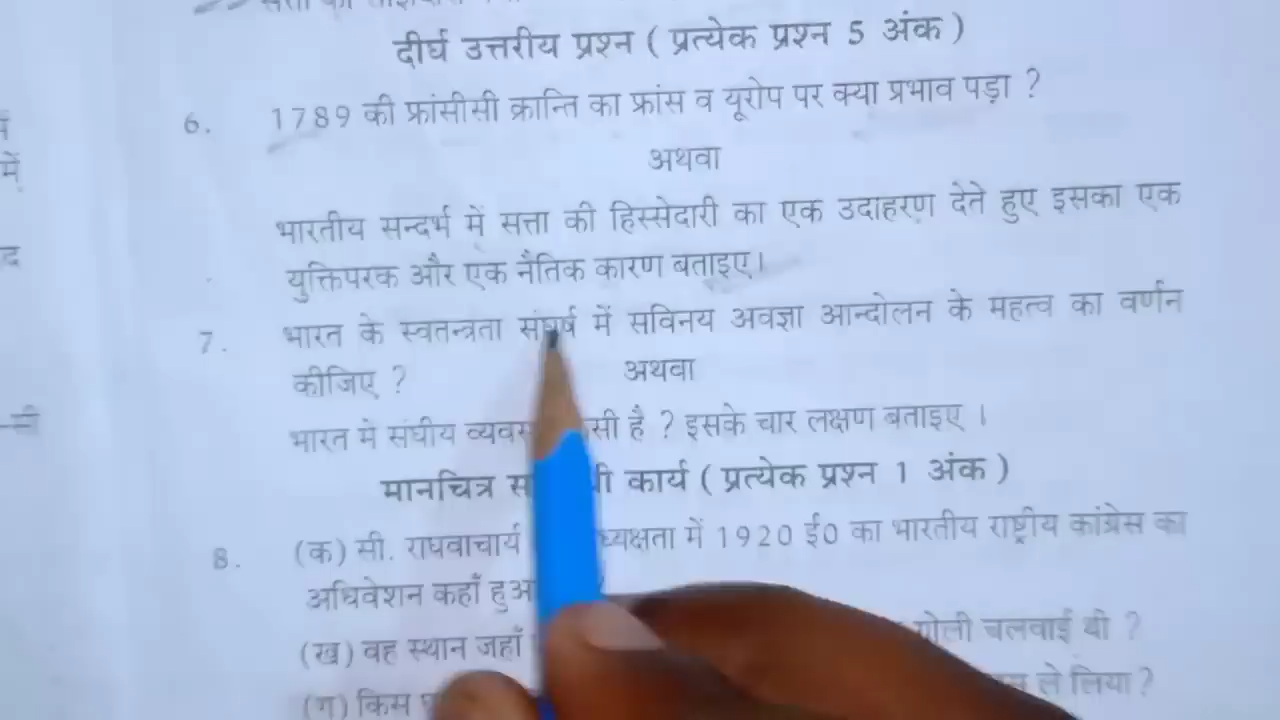 दीर्घ उत्तरीय प्रश्न ( प्रत्येक प्रश्न 5 अंक )
6. 1789 की फ्रांसीसी क्रान्ति का फ्रांस व यूरोप पर क्या प्रभाव पड़ा ?
अथवा
भारतीय सन्दर्भ में सत्ता की हिस्सेदारी का एक उदाहरण देते हुए इसका एक
युक्तिपरक और एक नैतिक कारण बताइए।
7. भारत के स्वतन्त्रता संघर्ष में सविनय अवज्ञा आन्दोलन के महत्व का वर्णन
कीजिए ?
अथवा
भारत में संघीय सी है ? इसके चार लक्षण बताइए ।
मानचित्र कार्य ( प्रत्येक प्रश्न 1 अंक )
8. (क) सी. राघवाचार्य में 1920 ई0 का भारतीय राष्ट्रीय कांग्रेस का
अधिवेशन कहाँ
(ख) वह स्थान जहाँ गोली चलवाई थी ?
(ग) किस ले लिया ?
में
द